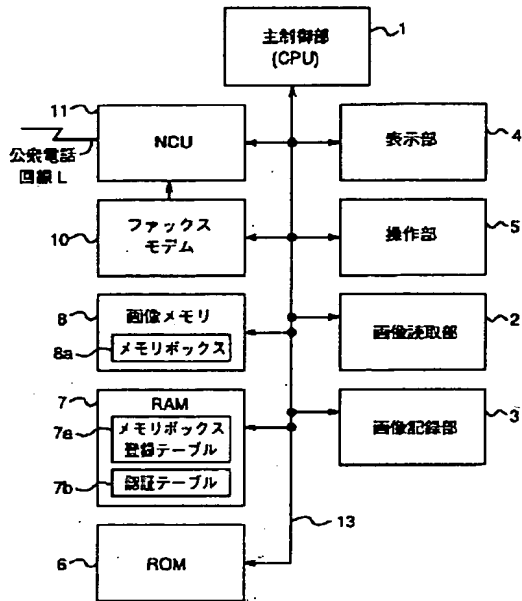 主制御部
(CPU)
1
11
NCU
公衆電話
回線 L
表示部
4
10
ファックス
モデム
操作部
5
8
画像メモリ
8a
メモリボックス
画像読取部
2
7
RAM
7a
メモリボックス
登録テーブル
7b
認証テーブル
画像記録部
3
6
ROM
13